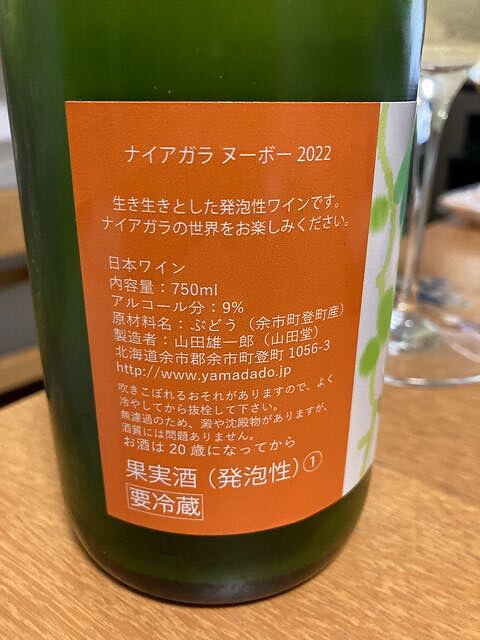 ナイアガラ ヌーボー 2022
生き生きとした発泡性ワインです。
ナイアガラの世界をお楽しみください。
日本ワイン
内容量：750ml
アルコール分：9%
原材料名：ぶどう（余市町登町産）
製造者：山田雄一郎（山田堂）
北海道余市郡余市町登町 1056-3
http://www.yamadado.jp
吹きこぼれるおそれがありますので、よく
冷やしてから抜栓して下さい。
無濾過のため、澱や沈殿物がありますが、
酒質には問題ありません。
お酒は 20 歳になってから
果実酒（発泡性）①
要冷蔵